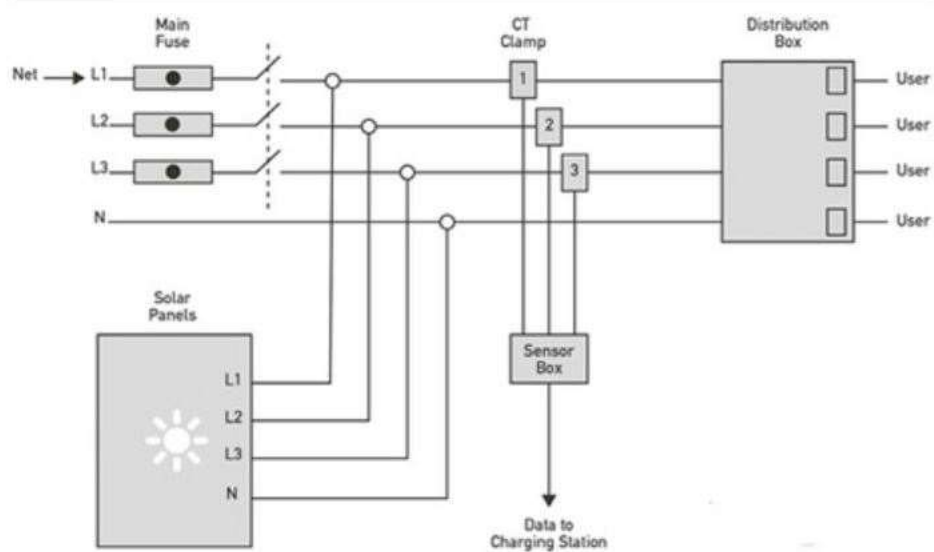 Main
Fuse
CT
Clamp
Distribution
Box
Net
L1
1
User
L2
2
User
L3
3
User
N
User
Solar
Panels
Sensor
Box
L1
L2
L3
N
Data to
Charging Station